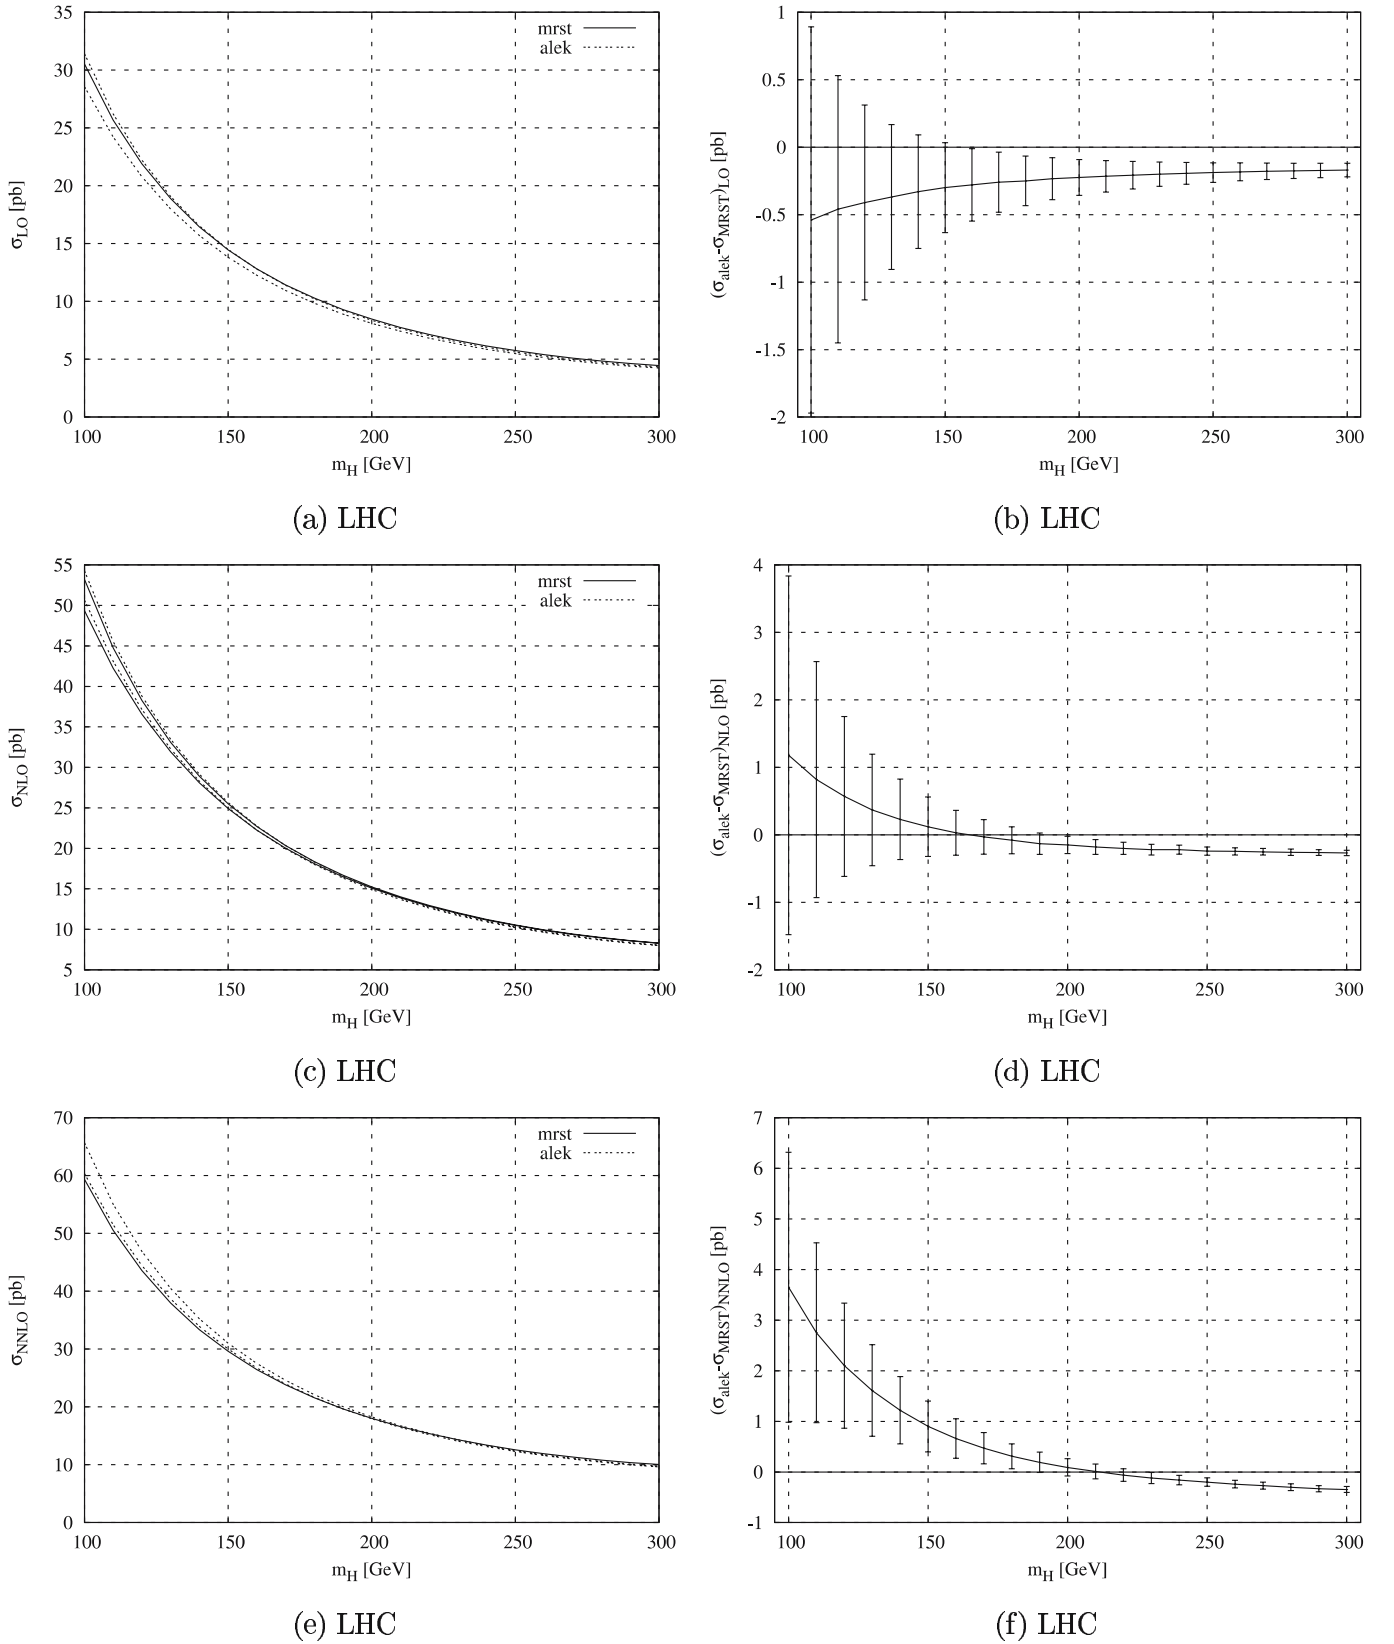 35
30
25
20
15
10
5
0
100 150 200 250 300
σLO [pb]
mH [GeV]
mrst
alek
(a) LHC
1
0.5
0
-0.5
-1
-1.5
-2
100 150 200 250 300
(σalek-σMRST)LO [pb]
mH [GeV]
(b) LHC
55
50
45
40
35
30
25
20
15
10
5
100 150 200 250 300
σNLO [pb]
mH [GeV]
mrst
alek
(c) LHC
4
3
2
1
0
-1
-2
100 150 200 250 300
(σalek-σMRST)NLO [pb]
mH [GeV]
(d) LHC
70
60
50
40
30
20
10
0
100 150 200 250 300
σNNLO [pb]
mH [GeV]
mrst
alek
(e) LHC
7
6
5
4
3
2
1
0
-1
100 150 200 250 300
(σalek-σMRST)NNLO [pb]
mH [GeV]
(f) LHC